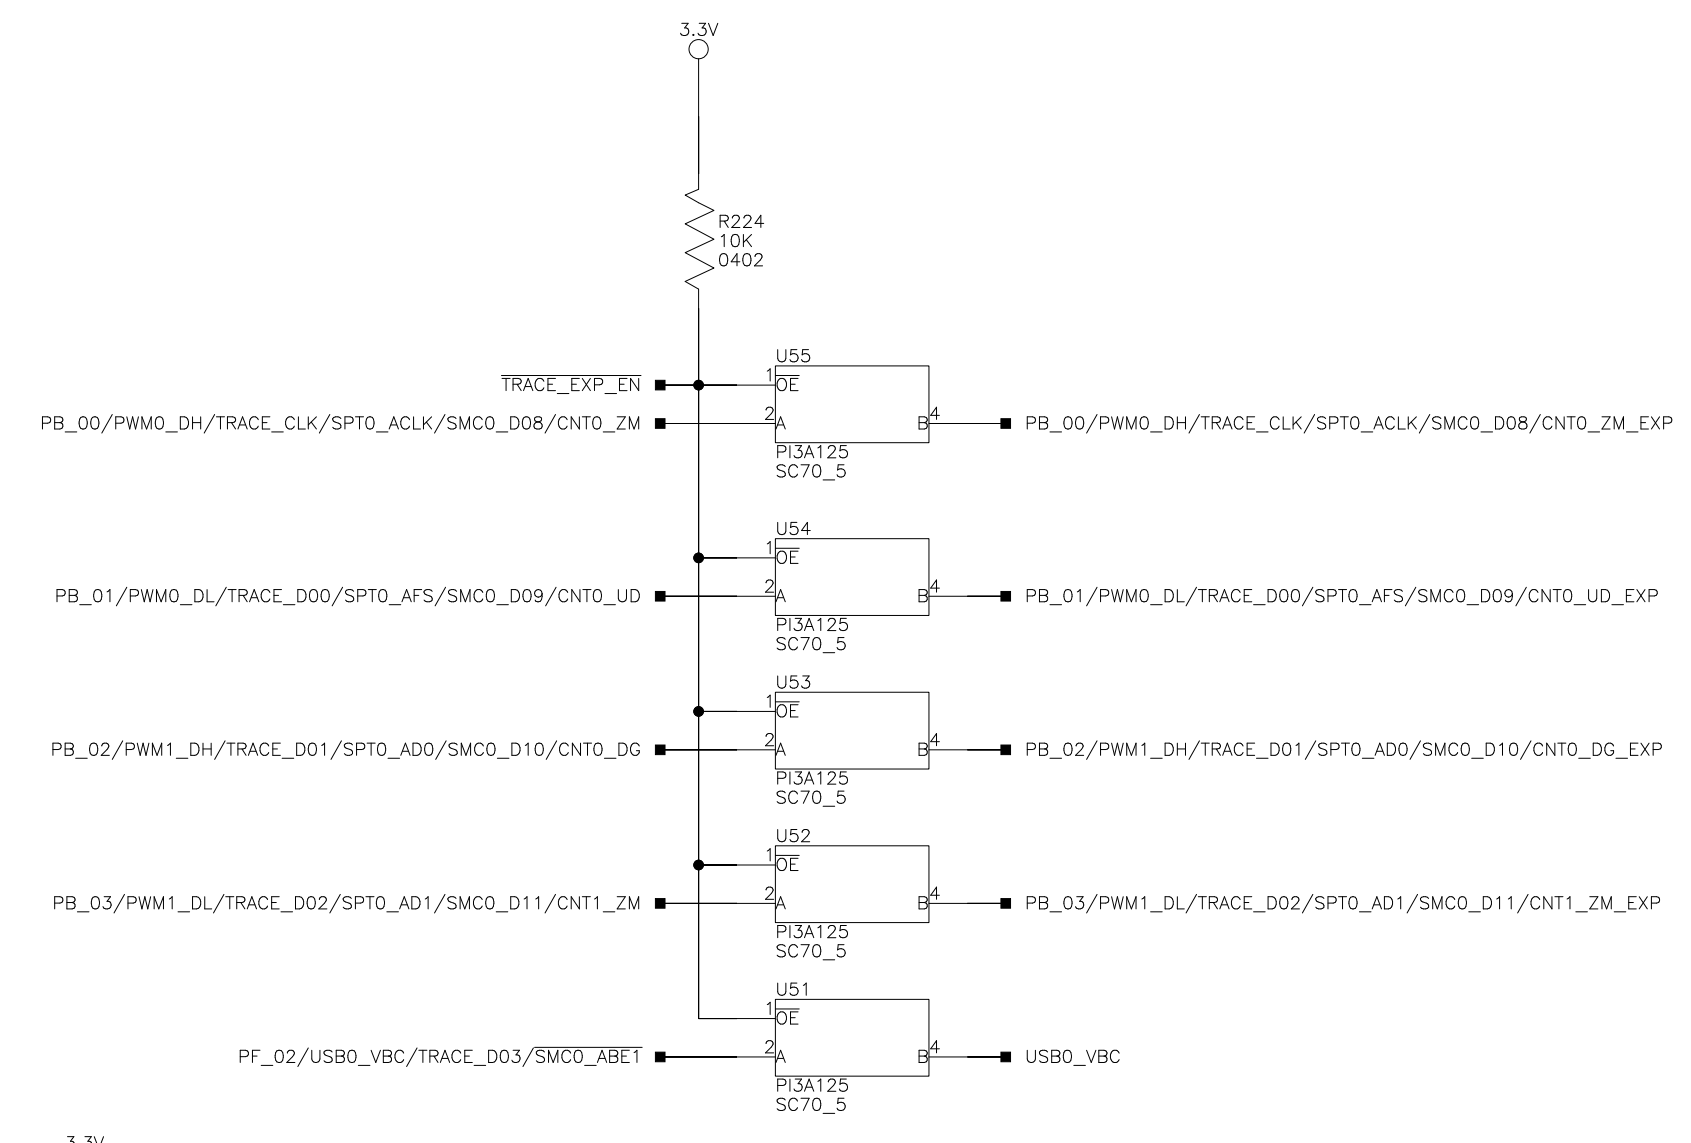 3.3V
R224
10K
0402
U55
TRACE_EXP_EN
1
OE
PB_00/PWM0_DH/TRACE_CLK/SPT0_ACLK/SMC0_D08/CNT0_ZM
2
A
B
4
PB_00/PWM0_DH/TRACE_CLK/SPT0_ACLK/SMC0_D08/CNT0_ZM_EXP
PI3A125
SC70_5
U54
1
OE
PB_01/PWM0_DL/TRACE_D00/SPT0_AFS/SMC0_D09/CNT0_UD
2
A
B
4
PB_01/PWM0_DL/TRACE_D00/SPT0_AFS/SMC0_D09/CNT0_UD_EXP
PI3A125
SC70_5
U53
1
OE
PB_02/PWM1_DH/TRACE_D01/SPT0_AD0/SMC0_D10/CNT0_DG
2
A
B
4
PB_02/PWM1_DH/TRACE_D01/SPT0_AD0/SMC0_D10/CNT0_DG_EXP
PI3A125
SC70_5
U52
1
OE
PB_03/PWM1_DL/TRACE_D02/SPT0_AD1/SMC0_D11/CNT1_ZM
2
A
B
4
PB_03/PWM1_DL/TRACE_D02/SPT0_AD1/SMC0_D11/CNT1_ZM_EXP
PI3A125
SC70_5
U51
1
OE
PF_02/USB0_VBC/TRACE_D03/SMC0_ABE1
2
A
B
4
USB0_VBC
PI3A125
SC70_5
3.3V